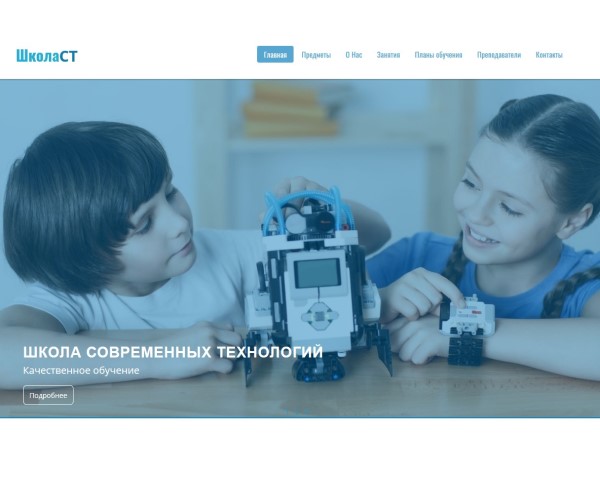 ШколаСТ
Главная Предметы О Нас Занятия Планы обучения Преподаватели Контакты
ШКОЛА СОВРЕМЕННЫХ ТЕХНОЛОГИЙ
Качественное обучение
Подробнее